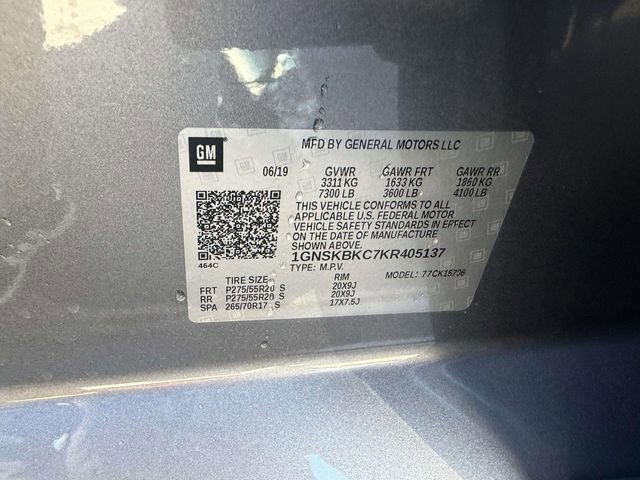 MFD BY GENERAL MOTORS LLC
GM
06/19 GVWR GAWR FRT GAWR RR
3311 KG 1633 KG 1860 KG
7300 LB 3600 LB 4100 LB
THIS VEHICLE CONFORMS TO ALL
APPLICABLE U.S. FEDERAL MOTOR
VEHICLE SAFETY STANDARDS IN EFFECT
ON THE DATE OF MANUFACTURE
SHOWN ABOVE.
1GNSKBKC7KR405137
464C
TYPE: M.P.V. MODEL: 77CK15706
TIRE SIZE RIM
FRT P275/55R20 S 20X9J
RR P275/55R20 S 20X9J
SPA 265/70R17 S 17X7.5J